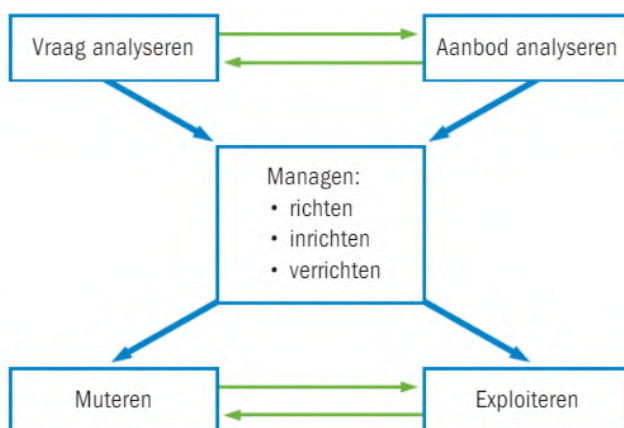 Vraag analyseren
Aanbod analyseren
Managen:
• richten
• inrichten
• verrichten
Muteren
Exploiteren